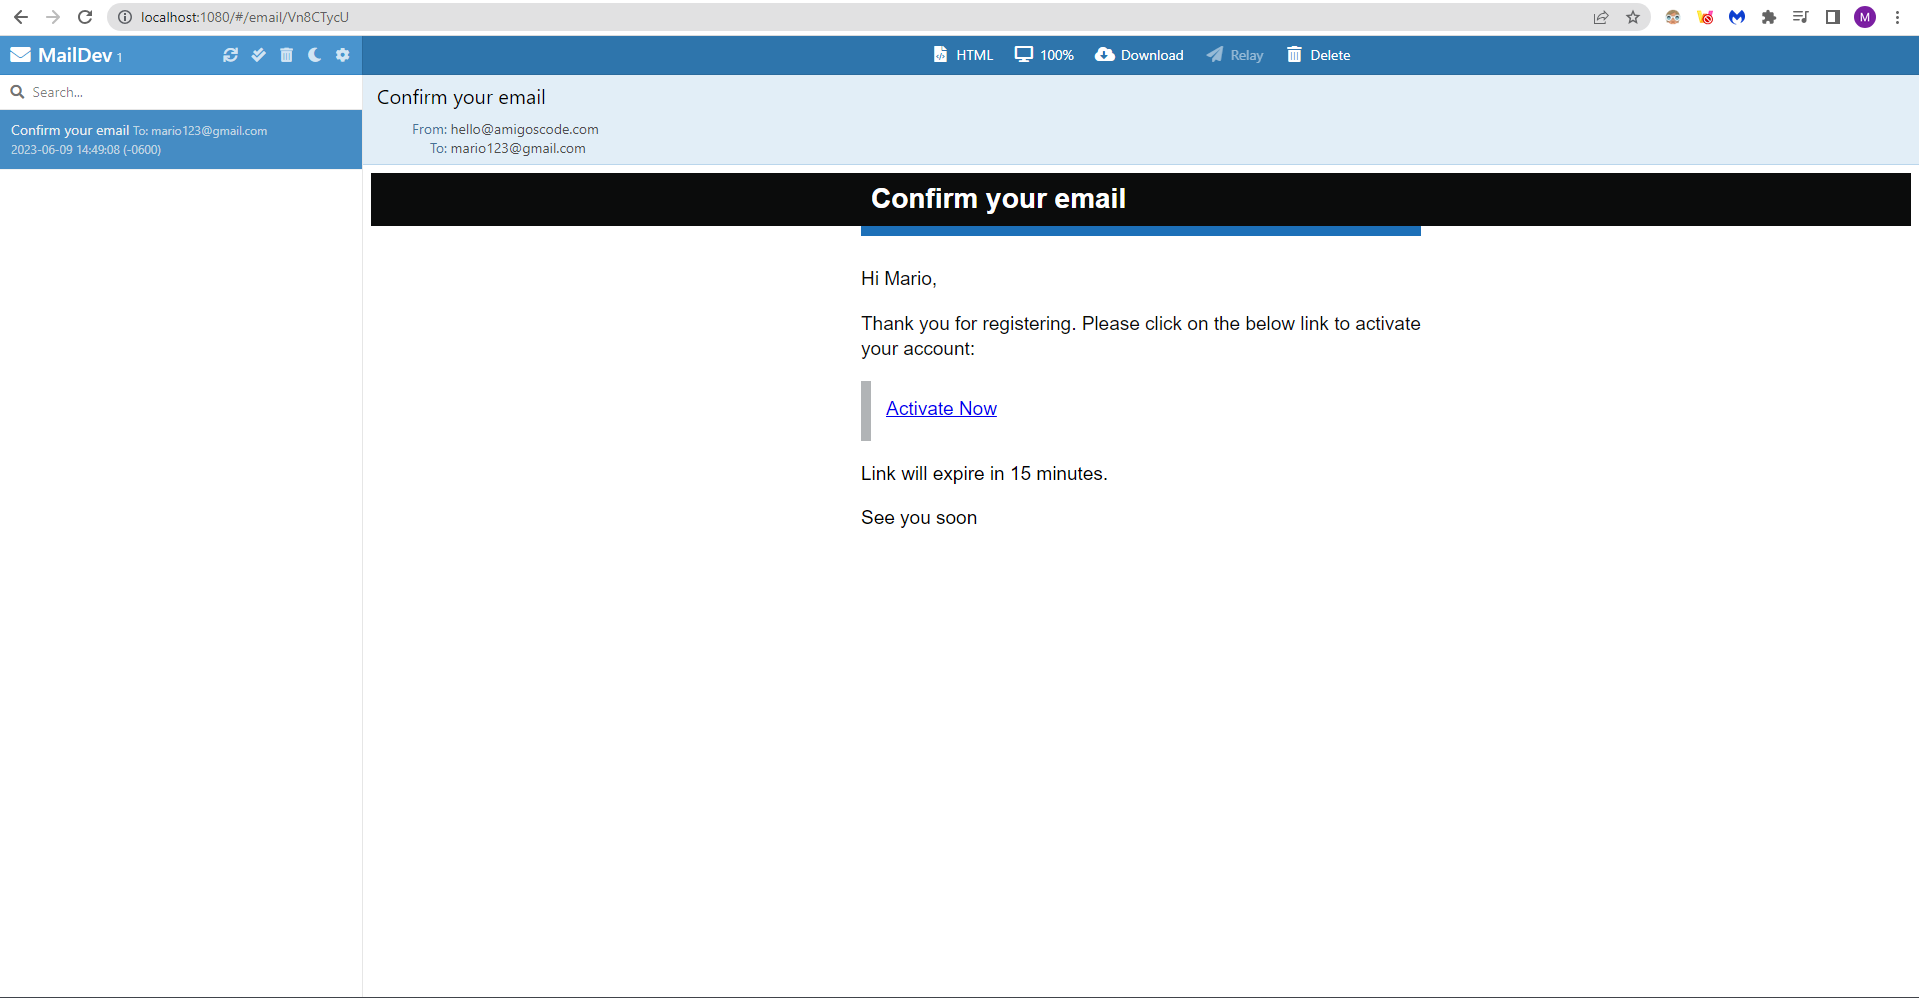 localhost:1080/#/email/Vn8CTycU
M
MailDev 1
HTML 100% Download Relay Delete
Search...
Confirm your email To: mario123@gmail.com
2023-06-09 14:49:08 (-0600)
Confirm your email
From: hello@amigoscode.com
To: mario123@gmail.com
Confirm your email
Hi Mario,
Thank you for registering. Please click on the below link to activate
your account:
Activate Now
Link will expire in 15 minutes.
See you soon